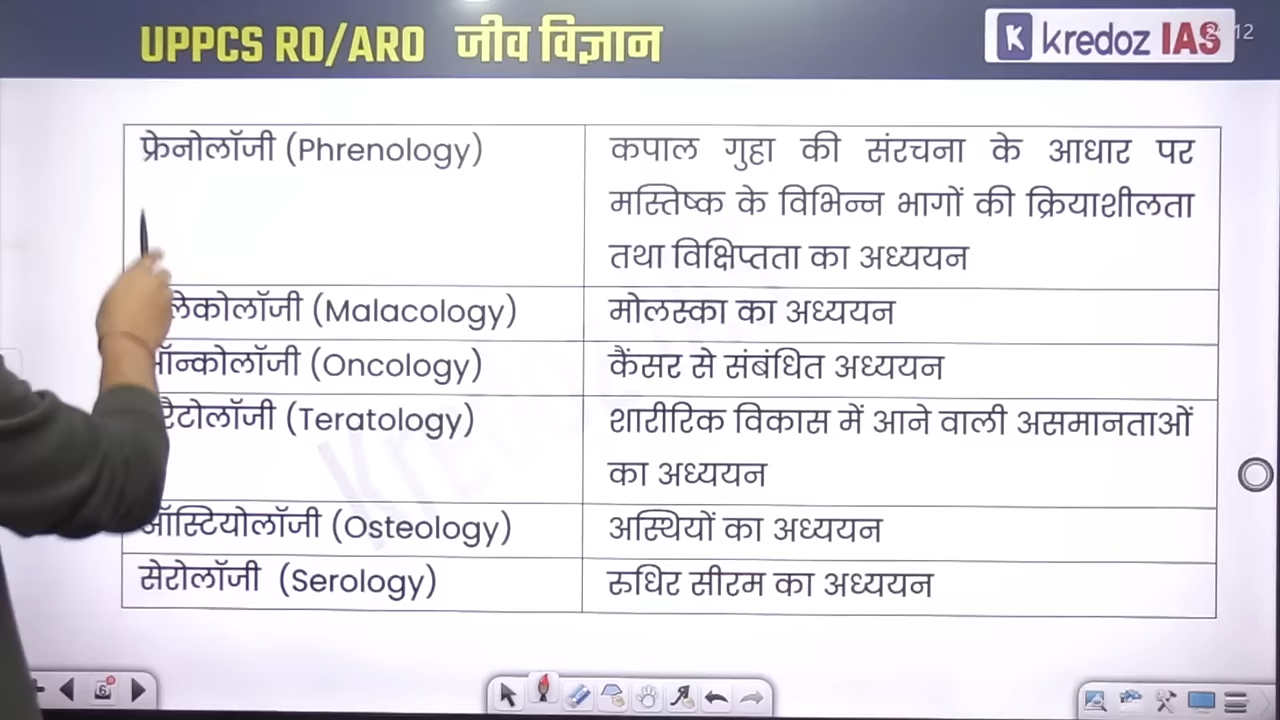 UPPCS RO/ARO जीव विज्ञान
K kredoz IAS
फ्रेनोलॉजी (Phrenology)
कपाल गुहा की संरचना के आधार पर
मस्तिष्क के विभिन्न भागों की क्रियाशीलता
तथा विक्षिप्तता का अध्ययन
(Malacology)
मोलस्का का अध्ययन
(Oncology)
कैंसर से संबंधित अध्ययन
(Teratology)
शारीरिक विकास में आने वाली असमानताओं
का अध्ययन
ऑस्टियोलॉजी (Osteology)
अस्थियों का अध्ययन
सेरोलॉजी (Serology)
रुधिर सीरम का अध्ययन